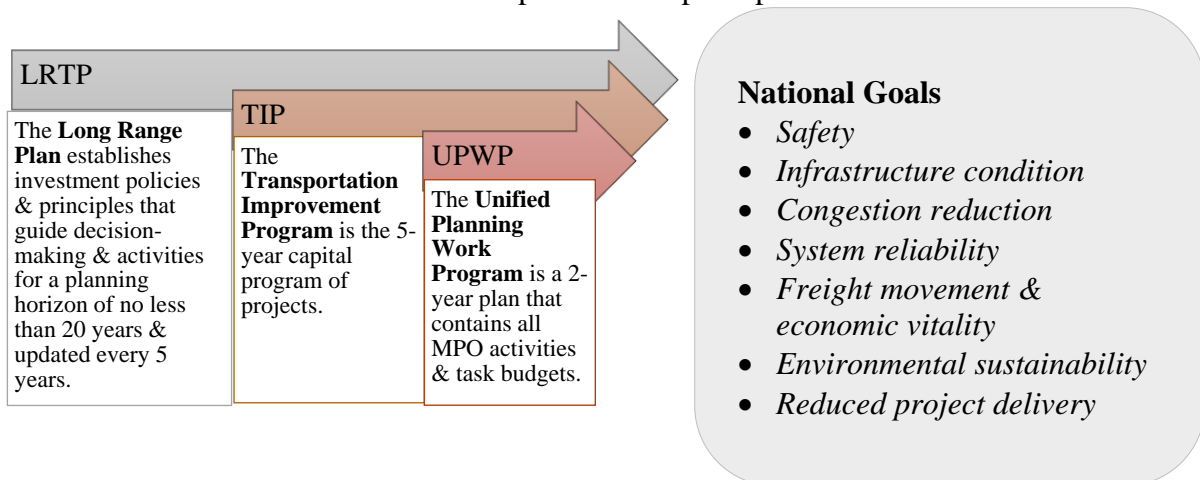 LRTP
The Long Range
Plan establishes
investment policies
& principles that
guide decision-
making & activities
for a planning
horizon of no less
than 20 years &
updated every 5
years.
TIP
The
Transportation
Improvement
Program is the 5-
year capital
program of
projects.
UPWP
The Unified
Planning
Work
Program is a 2-
year plan that
contains all
MPO activities
& task budgets.
National Goals
• Safety
• Infrastructure condition
• Congestion reduction
• System reliability
• Freight movement &
economic vitality
• Environmental sustainability
• Reduced project delivery